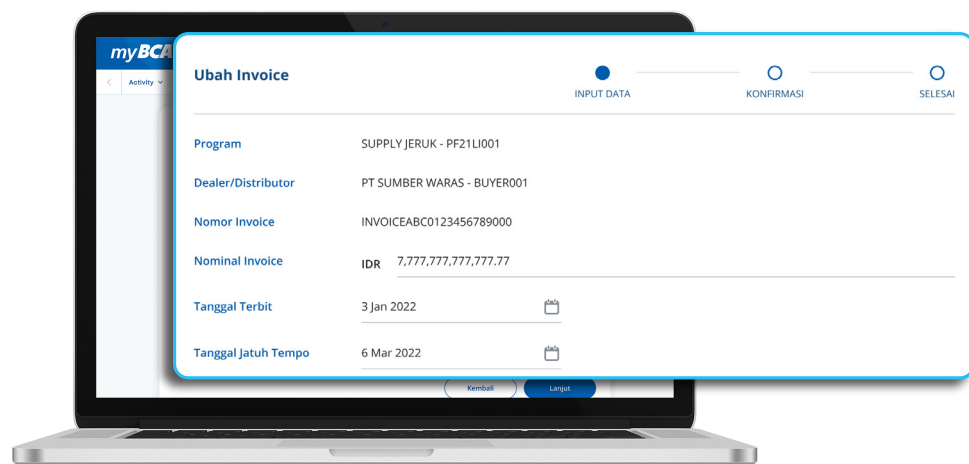 myBCA
Activity
Ubah Invoice
INPUT DATA
KONFIRMASI
SELESAI
Program
SUPPLY JERUK - PF21LI001
Dealer/Distributor
PT SUMBER WARAS - BUYER001
Nomor Invoice
INVOICEABC0123456789000
Nominal Invoice
IDR 7,777,777,777,777.77
Tanggal Terbit
3 Jan 2022
Tanggal Jatuh Tempo
6 Mar 2022
Kembali
Lanjut